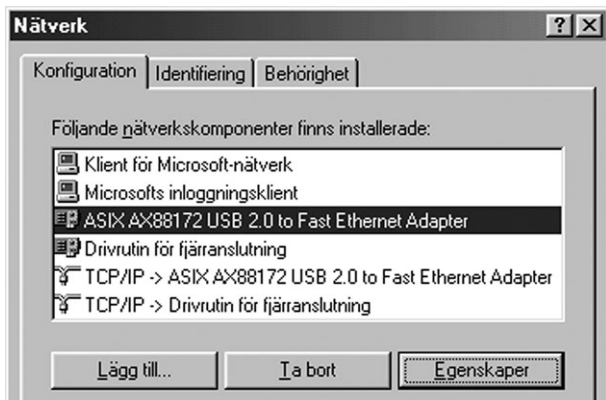 Nätverk
Konfiguration Identifiering Behörighet
Följande nätverkskomponenter finns installerade:
Klient för Microsoft-nätverk
Microsofts inloggningsklient
ASIX AX88172 USB 2.0 to Fast Ethernet Adapter
Drivrutin för fjärranslutning
TCP/IP -> ASIX AX88172 USB 2.0 to Fast Ethernet Adapter
TCP/IP -> Drivrutin för fjärranslutning
Lägg till... Ta bort Egenskaper